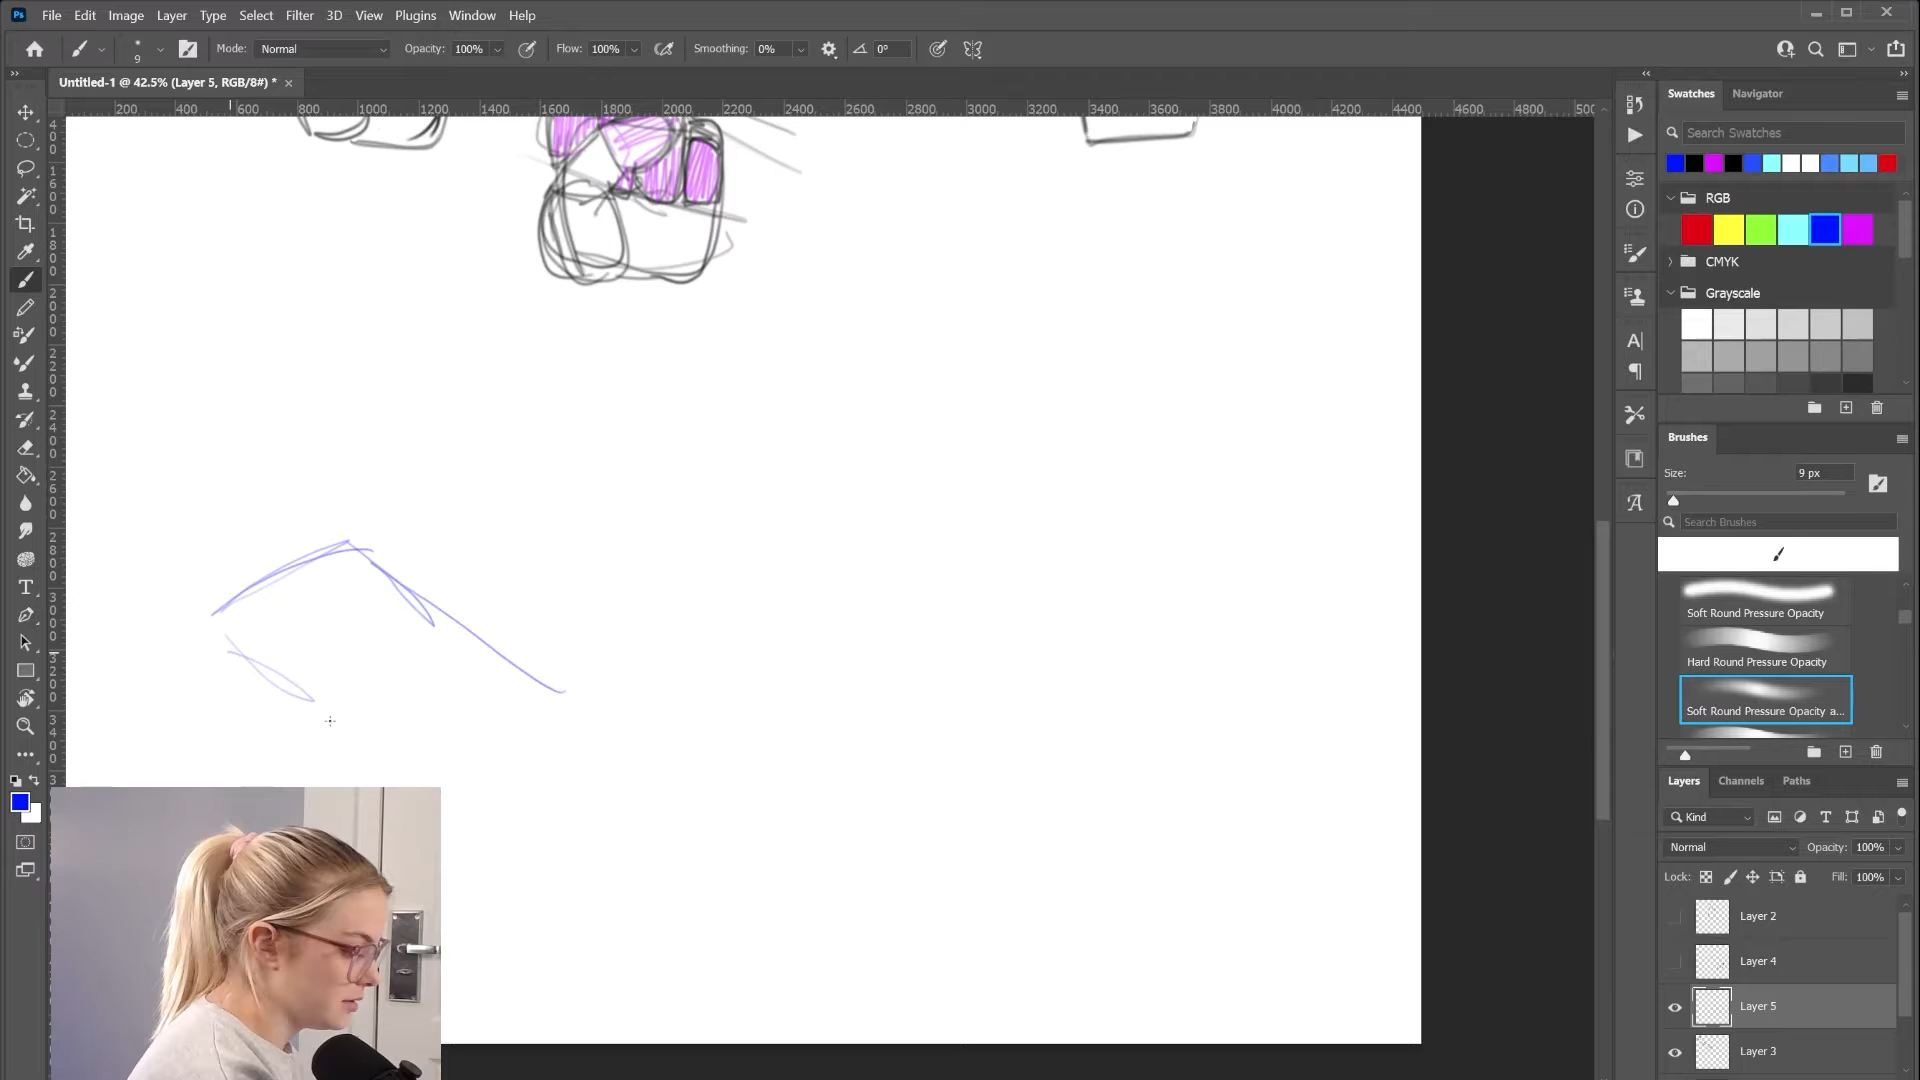 Ps File Edit Image Layer Type Select Filter 3D View Plugins Window Help
9 Mode: Normal Opacity: 100% Flow: 100% Smoothing: 0% 0°
Untitled-1 @ 42.5% (Layer 5, RGB/8#) *
200 400 600 800 1000 1200 1400 1600 1800 2000 2200 2400 2600 2800 3000 3200 3400 3600 3800 4000 4200 4400 4600 4800
Swatches Navigator
Search Swatches
RGB
CMYK
Grayscale
Brushes
Size: 9 px
Search Brushes
Soft Round Pressure Opacity
Hard Round Pressure Opacity
Soft Round Pressure Opacity a...
Layers Channels Paths
Kind
Normal Opacity: 100%
Lock: Fill: 100%
Layer 2
Layer 4
Layer 5
Layer 3